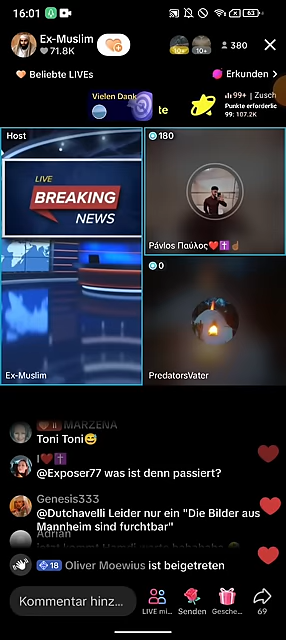 16:01
Ex-Muslim
71.8K
10+
10+
380
Beliebte LIVEs
Erkunden >
Vielen Dank
te
99+ | Zusch
Punkte erforderlic
99: 107.2K
Host
LIVE
BREAKING
NEWS
Ex-Muslim
180
Pávlos Παύλος❤️✝️☝🏾
0
PredatorsVater
II MARZENA
Toni Toni😅
I❤️✝️
@Exposer77 was ist denn passiert?
Genesis333
@Dutchavelli Leider nur ein "Die Bilder aus
Mannheim sind furchtbar"
Adrian
18 Oliver Moewius ist beigetreten
Kommentar hinz...
LIVE mi...
Senden
Gesche...
69